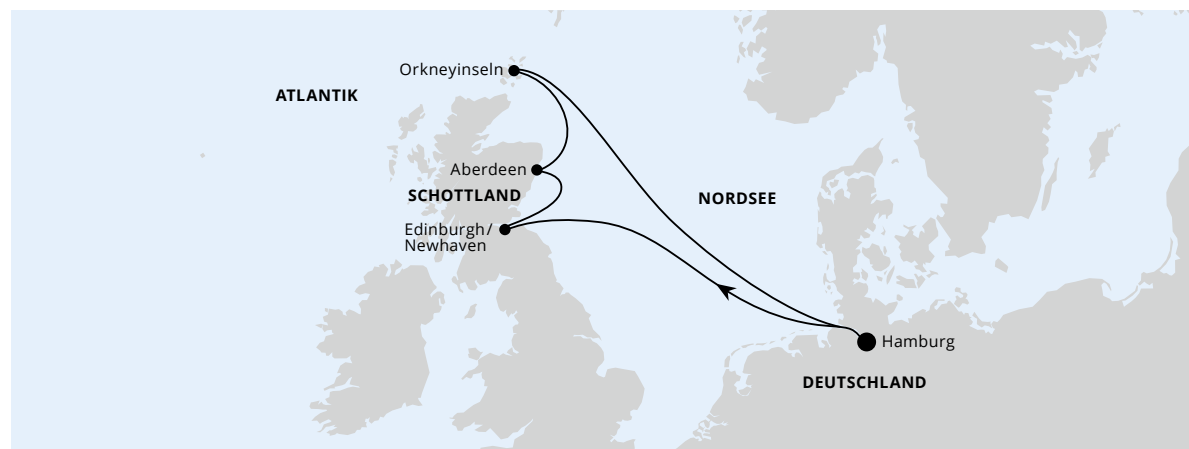 Orkneyinseln
ATLANTIK
Aberdeen
SCHOTTLAND
NORDSEE
Edinburgh/
Newhaven
Hamburg
DEUTSCHLAND